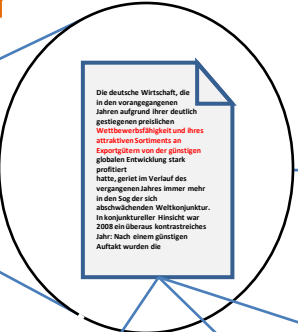 Die deutsche Wirtschaft, die
in den vorangegangenen
Jahren aufgrund ihrer deutlich
gestiegenen preislichen
Wettbewerbsfähigkeit und ihres
attraktiven Sortiments an
Exportgütern von der günstigen
globalen Entwicklung stark
profitiert
hatte, geriet im Verlauf des
vergangenen Jahres immer mehr
in den Sog der sich
abschwächenden Weltkonjunktur.
In konjunktureller Hinsicht war
2008 ein überaus kontrastreiches
Jahr: Nach einem günstigen
Auftakt wurden die